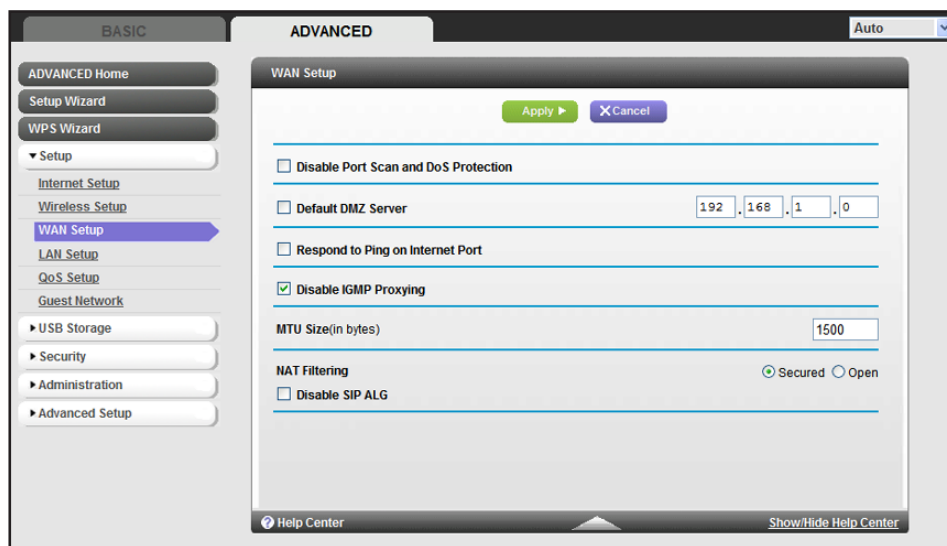 BASIC
ADVANCED
Auto
ADVANCED Home
Setup Wizard
WPS Wizard
Setup
Internet Setup
Wireless Setup
WAN Setup
LAN Setup
QoS Setup
Guest Network
USB Storage
Security
Administration
Advanced Setup
WAN Setup
Apply
Cancel
Disable Port Scan and DoS Protection
Default DMZ Server 192 . 168 . 1 . 0
Respond to Ping on Internet Port
Disable IGMP Proxying
MTU Size(in bytes) 1500
NAT Filtering Secured Open
Disable SIP ALG
Help Center Show/Hide Help Center